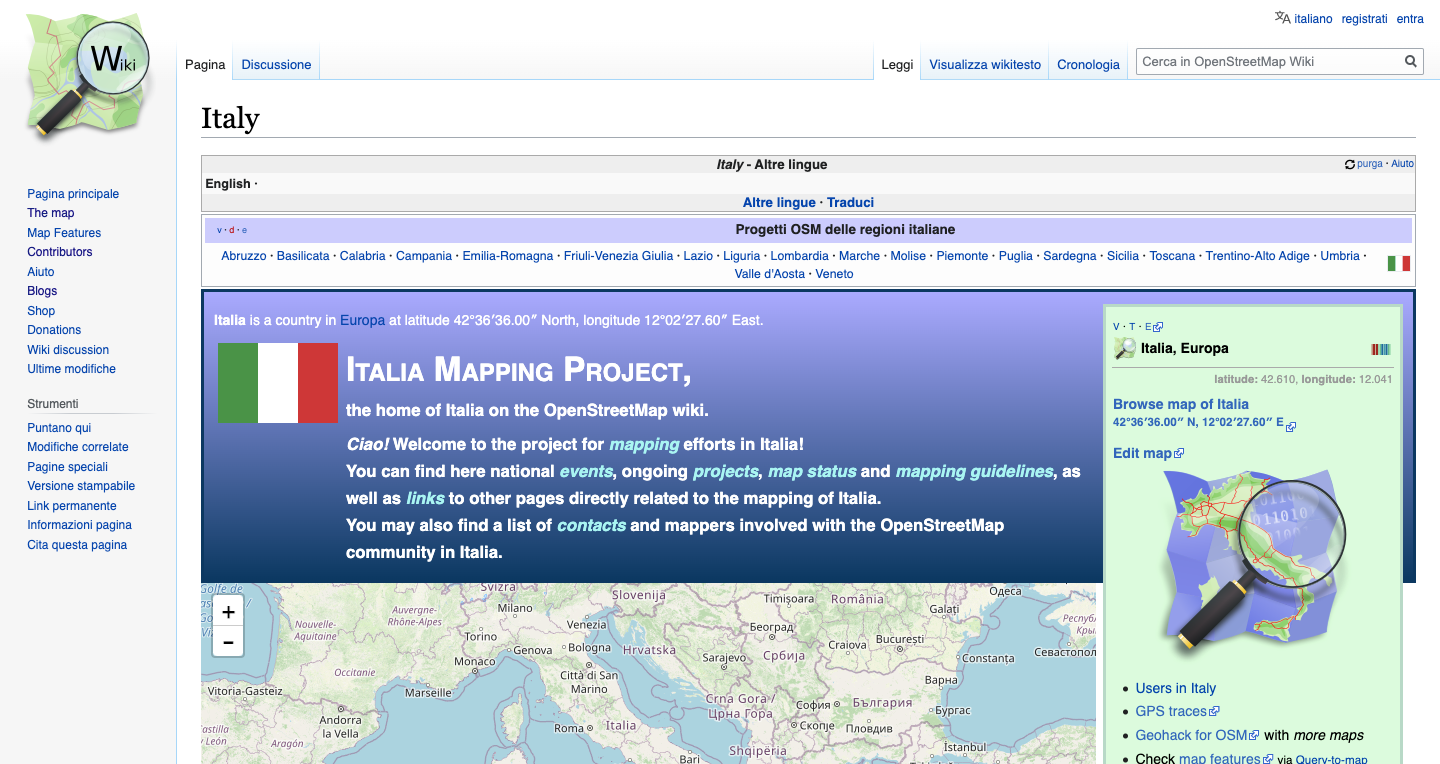 Wiki
italiano registrati entra
Pagina Discussione Leggi Visualizza wikitesto Cronologia Cerca in OpenStreetMap Wiki
Italy
Italy - Altre lingue purga · Aiuto
English ·
Altre lingue · Traduci
v · d · e Progetti OSM delle regioni italiane
Abruzzo · Basilicata · Calabria · Campania · Emilia-Romagna · Friuli-Venezia Giulia · Lazio · Liguria · Lombardia · Marche · Molise · Piemonte · Puglia · Sardegna · Sicilia · Toscana · Trentino-Alto Adige · Umbria ·
Valle d'Aosta · Veneto
Pagina principale
The map
Map Features
Contributors
Aiuto
Blogs
Shop
Donations
Wiki discussion
Ultime modifiche
Strumenti
Puntano qui
Modifiche correlate
Pagine speciali
Versione stampabile
Link permanente
Informazioni pagina
Cita questa pagina
Italia is a country in Europa at latitude 42°36′36.00″ North, longitude 12°02′27.60″ East.
Italia Mapping Project,
the home of Italia on the OpenStreetMap wiki.
Ciao! Welcome to the project for mapping efforts in Italia!
You can find here national events, ongoing projects, map status and mapping guidelines, as
well as links to other pages directly related to the mapping of Italia.
You may also find a list of contacts and mappers involved with the OpenStreetMap
community in Italia.
V · T · E
Italia, Europa
latitude: 42.610, longitude: 12.041
Browse map of Italia
42°36′36.00″ N, 12°02′27.60″ E
Edit map
Users in Italy
GPS traces
Geohack for OSM with more maps
Check map features via Query-to-map
+
−
Golfe de
Svizra
Slovenija
Timișoara
România
Одеса
Auvergne-
Rhône-Alpes
Milano
Galați
Nouvelle-
Aquitaine
Torino
Venezia
Београд
Craiova
București
Genova
Bologna
Hrvatska
Occitanie
Monaco
Sarajevo
Србија
Constanța
Севастопол
Città di San
Marino
Vitoria-Gasteiz
Marseille
Варна
Crna Gora /
Црна Гора
София
България
Бургас
Andorra
la Vella
Roma
Italia
Скопје
Пловдив
Castilla
y León
Aragón
Shqipëria
İstanbul
Bari